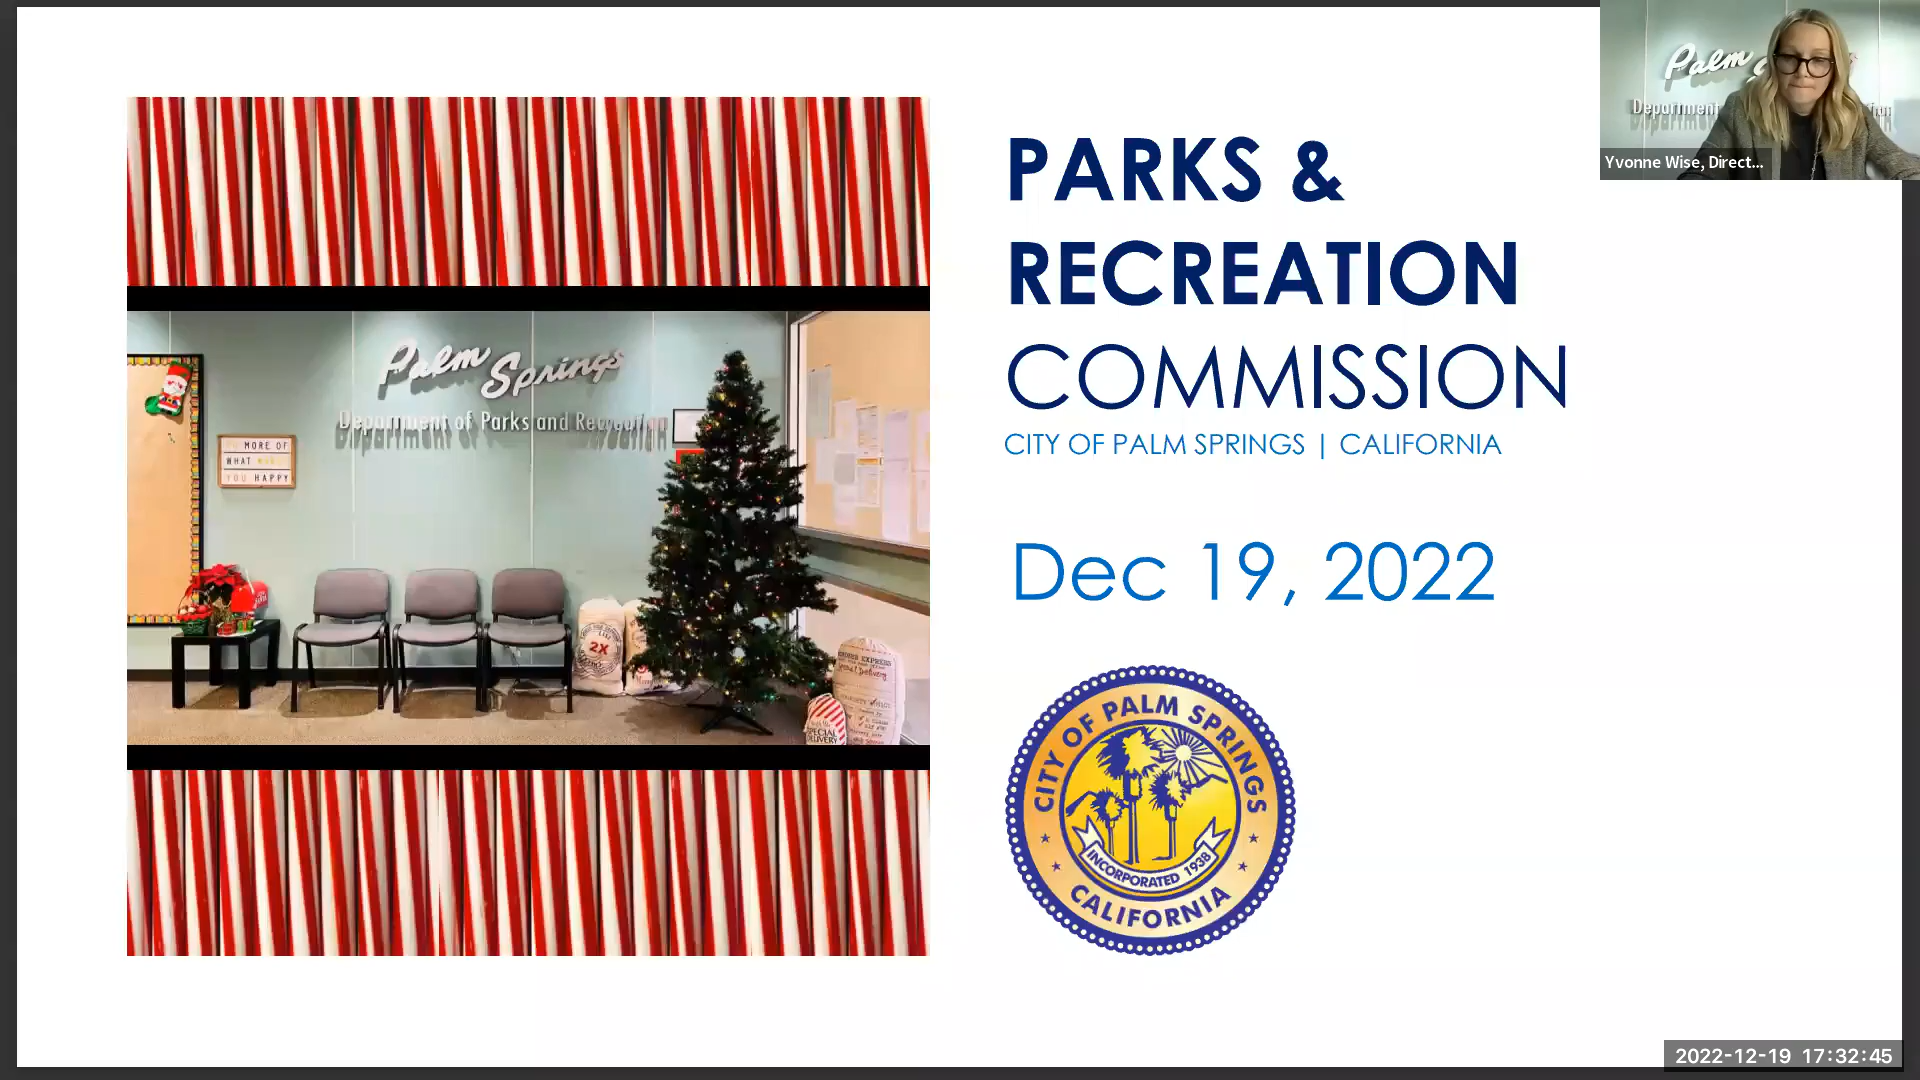 PARKS &
RECREATION
COMMISSION
CITY OF PALM SPRINGS | CALIFORNIA
Dec 19, 2022
CITY OF PALM SPRINGS
INCORPORATED 1938
CALIFORNIA
Palm Springs
Department of Parks and Recreation
MORE OF
WHAT
YOU HAPPY
2X
SPECIAL
DELIVERY
Palm
Department
Yvonne Wise, Direct...
2022-12-19 17:32:45